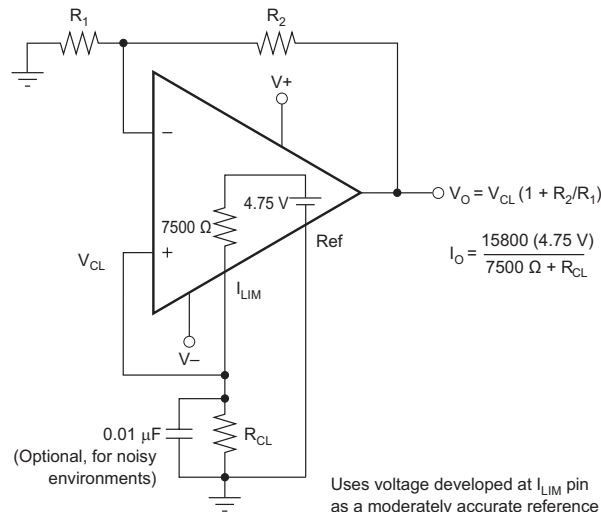 R1
R2
V+
−
4.75 V
7500 Ω
Ref
+
VCL
ILIM
V−
VO = VCL (1 + R2/R1)
IO = 15800 (4.75 V)
7500 Ω + RCL
0.01 μF
(Optional, for noisy
environments)
RCL
Uses voltage developed at ILIM pin
as a moderately accurate reference